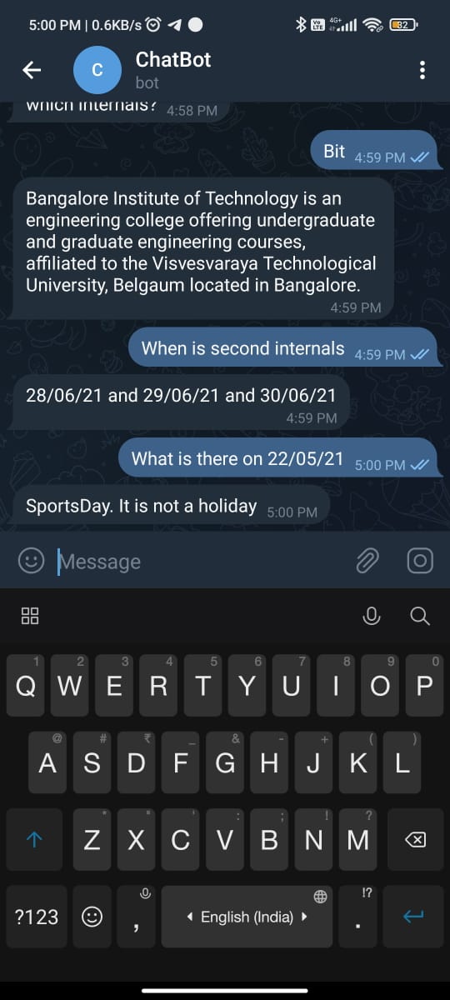 5:00 PM | 0.6KB/s
Vo LTE 4G+ 32
C ChatBot
bot
which internals? 4:58 PM
Bit 4:59 PM
Bangalore Institute of Technology is an
engineering college offering undergraduate
and graduate engineering courses,
affiliated to the Visvesvaraya Technological
University, Belgaum located in Bangalore.
4:59 PM
When is second internals 4:59 PM
28/06/21 and 29/06/21 and 30/06/21
4:59 PM
What is there on 22/05/21 5:00 PM
SportsDay. It is not a holiday 5:00 PM
Message
1 2 3 4 5 6 7 8 9 0
Q W E R T Y U I O P
@ # ₹ _ & - + ( )
A S D F G H J K L
* " ' : ; ! ?
Z X C V B N M
!?
?123 , English (India) .